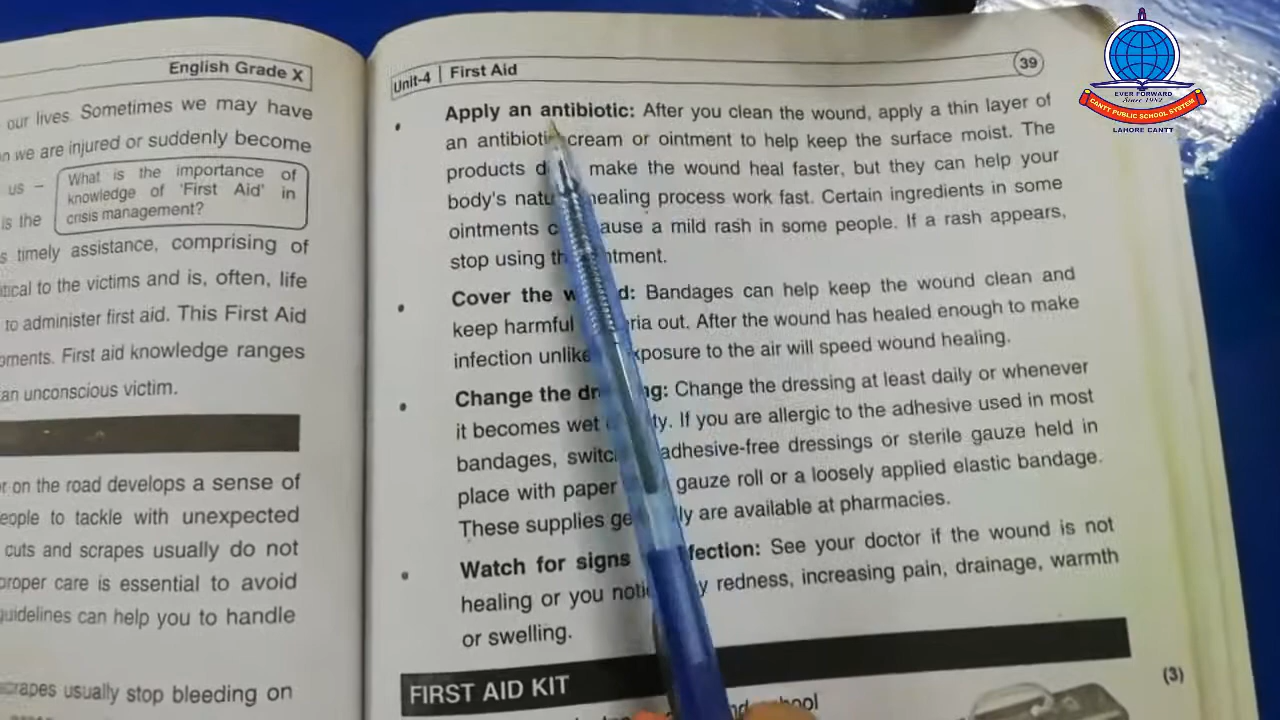 English Grade X
our lives. Sometimes we may have
n we are injured or suddenly become
us –
What is the importance of
knowledge of 'First Aid' in
crisis management?
is the
s timely assistance, comprising of
itical to the victims and is, often, life
to administer first aid. This First Aid
oments. First aid knowledge ranges
an unconscious victim.
r on the road develops a sense of
eople to tackle with unexpected
cuts and scrapes usually do not
proper care is essential to avoid
guidelines can help you to handle
scrapes usually stop bleeding on
Unit-4 | First Aid
39
• Apply an antibiotic: After you clean the wound, apply a thin layer of
an antibiotic cream or ointment to help keep the surface moist. The
products make the wound heal faster, but they can help your
body's healing process work fast. Certain ingredients in some
ointments a mild rash in some people. If a rash appears,
stop using
• Cover the Bandages can help keep the wound clean and
keep harmful out. After the wound has healed enough to make
infection exposure to the air will speed wound healing.
• Change the Change the dressing at least daily or whenever
it becomes wet If you are allergic to the adhesive used in most
bandages, adhesive-free dressings or sterile gauze held in
place with paper gauze roll or a loosely applied elastic bandage.
These supplies are available at pharmacies.
• Watch for signs See your doctor if the wound is not
healing or you redness, increasing pain, drainage, warmth
or swelling.
FIRST AID KIT
(3)
EVER FORWARD
Since 1982
CANTT PUBLIC SCHOOL SYSTEM
LAHORE CANTT